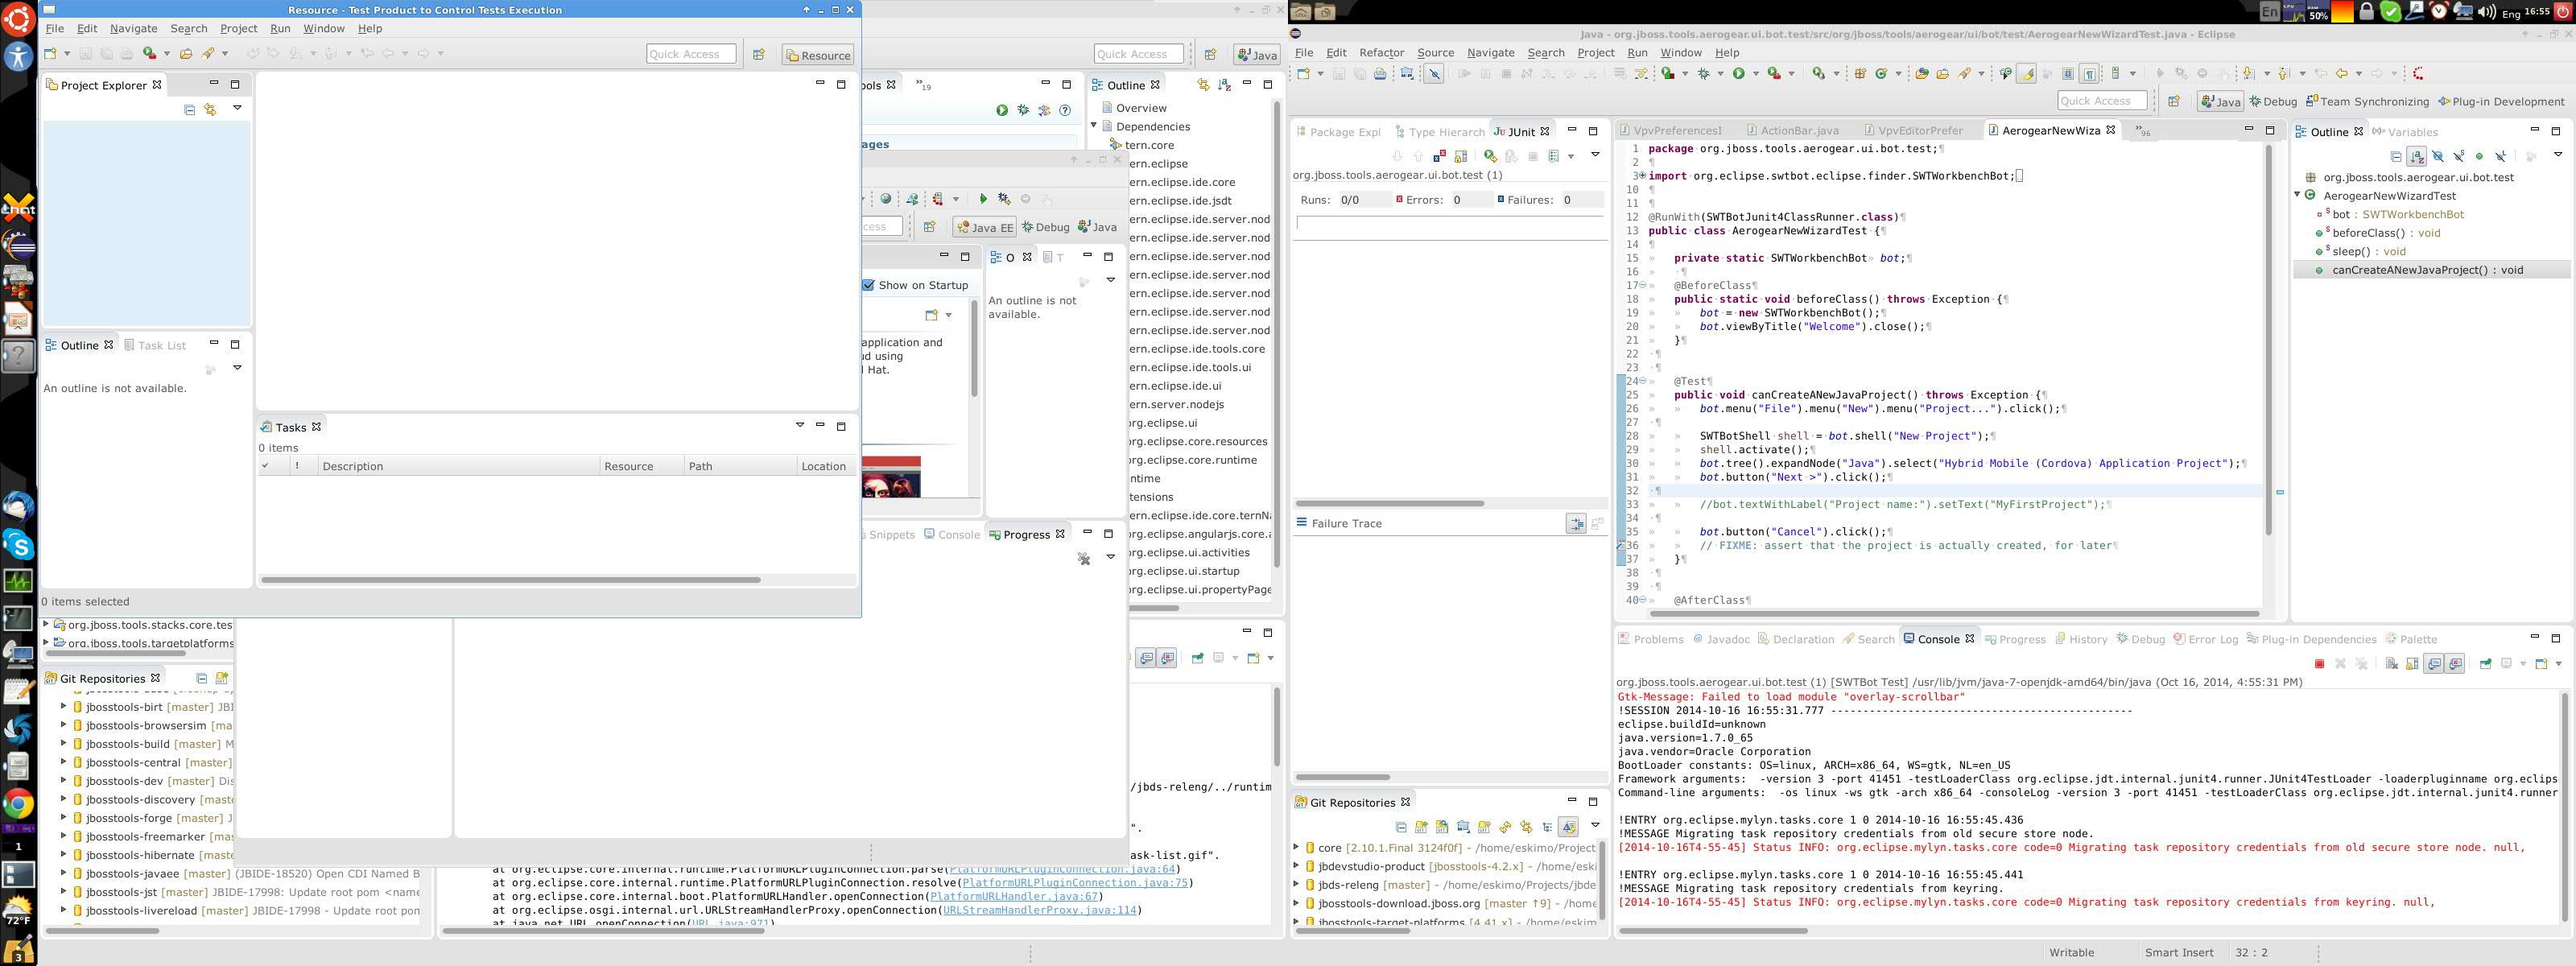 Resource - Test Product to Control Tests Execution
File Edit Navigate Search Project Run Window Help
Quick Access
Resource
Project Explorer
Outline
Task List
An outline is not available.
Tasks
0 items
! Description Resource Path Location
0 items selected
org.jboss.tools.stacks.core.test
org.jboss.tools.targetplatforms
Git Repositories
jbosstools-birt [master] JBI
jbosstools-browsersim [ma
jbosstools-build [master] M
jbosstools-central [master]
jbosstools-dev [master] Dis
jbosstools-discovery [maste
jbosstools-forge [master] J
jbosstools-freemarker [mas
jbosstools-hibernate [maste
jbosstools-javaee [master] (JBIDE-18520) Open CDI Named B
jbosstools-jst [master] JBIDE-17998: Update root pom <name
jbosstools-livereload [master] JBIDE-17998 - Update root pom
1
72°F
3
Quick Access
Java
ools
»19
ages
Outline
Overview
Dependencies
tern.core
ern.eclipse
ern.eclipse.ide.core
ern.eclipse.ide.jsdt
ern.eclipse.ide.server.nod
ern.eclipse.ide.server.nod
ern.eclipse.ide.server.nod
ern.eclipse.ide.server.nod
ern.eclipse.ide.server.nod
ern.eclipse.ide.server.nod
ern.eclipse.ide.server.nod
ern.eclipse.ide.tools.core
ern.eclipse.ide.tools.ui
ern.eclipse.ide.ui
ern.server.nodejs
org.eclipse.ui
org.eclipse.core.resources
org.eclipse.core.runtime
ntime
tensions
ern.eclipse.ide.core.ternNa
org.eclipse.angularjs.core.a
org.eclipse.ui.activities
org.eclipse.ui.startup
org.eclipse.ui.propertyPage
cess
Java EE Debug Java
Show on Startup
application and
ud using
l Hat.
O T
An outline is not
available.
Snippets Console Progress
/jbds-releng/../runtim
".
ask-list.gif".
at org.eclipse.core.internal.runtime.PlatformURLPluginConnection.parse(PlatformURLPluginConnection.java:64)
at org.eclipse.core.internal.runtime.PlatformURLPluginConnection.resolve(PlatformURLPluginConnection.java:75)
at org.eclipse.core.internal.boot.PlatformURLHandler.openConnection(PlatformURLHandler.java:67)
at org.eclipse.osgi.internal.url.URLStreamHandlerProxy.openConnection(URLStreamHandlerProxy.java:114)
at java.net.URL.openConnection(URL.java:971)
En 50% Eng 16:55
Java - org.jboss.tools.aerogear.ui.bot.test/src/org/jboss/tools/aerogear/ui/bot/test/AerogearNewWizardTest.java - Eclipse
File Edit Refactor Source Navigate Search Project Run Window Help
Quick Access
Java Debug Team Synchronizing Plug-in Development
Package Expl Type Hierarch JUnit
org.jboss.tools.aerogear.ui.bot.test (1)
Runs: 0/0 Errors: 0 Failures: 0
Failure Trace
Git Repositories
core [2.10.1.Final 3124f0f] - /home/eskimo/Project
jbdevstudio-product [jbosstools-4.2.x] - /home/eski
jbds-releng [master] - /home/eskimo/Projects/jbde
jbosstools-download.jboss.org [master ↑9] - /home/
jbosstools-target-platforms [4.41.x] - /home/eskim
VpvPreferencesI ActionBar.java VpvEditorPrefer AerogearNewWiza »96
1 package org.jboss.tools.aerogear.ui.bot.test;¶
2 ¶
3 import org.eclipse.swtbot.eclipse.finder.SWTWorkbenchBot;
10 ¶
11 ¶
12 @RunWith(SWTBotJunit4ClassRunner.class)¶
13 public class AerogearNewWizardTest {¶
14 ¶
15 » private static SWTWorkbenchBot» bot;¶
16 ¶
17 » @BeforeClass¶
18 » public static void beforeClass() throws Exception {¶
19 » » bot = new SWTWorkbenchBot();¶
20 » » bot.viewByTitle("Welcome").close();¶
21 » }¶
22 ¶
23 ¶
24 » @Test¶
25 » public void canCreateANewJavaProject() throws Exception {¶
26 » » bot.menu("File").menu("New").menu("Project...").click();¶
27 ¶
28 » » SWTBotShell shell = bot.shell("New Project");¶
29 » » shell.activate();¶
30 » » bot.tree().expandNode("Java").select("Hybrid Mobile (Cordova) Application Project");¶
31 » » bot.button("Next >").click();¶
32 ¶
33 » » //bot.textWithLabel("Project name:").setText("MyFirstProject");¶
34 ¶
35 » » bot.button("Cancel").click();¶
36 » » // FIXME: assert that the project is actually created, for later¶
37 » }¶
38 ¶
39 ¶
40 » @AfterClass¶
Outline Variables
org.jboss.tools.aerogear.ui.bot.test
AerogearNewWizardTest
bot : SWTWorkbenchBot
beforeClass() : void
sleep() : void
canCreateANewJavaProject() : void
Problems Javadoc Declaration Search Console Progress History Debug Error Log Plug-in Dependencies Palette
org.jboss.tools.aerogear.ui.bot.test (1) [SWTBot Test] /usr/lib/jvm/java-7-openjdk-amd64/bin/java (Oct 16, 2014, 4:55:31 PM)
Gtk-Message: Failed to load module "overlay-scrollbar"
!SESSION 2014-10-16 16:55:31.777 -----------------------------------------------
eclipse.buildId=unknown
java.version=1.7.0_65
java.vendor=Oracle Corporation
BootLoader constants: OS=linux, ARCH=x86_64, WS=gtk, NL=en_US
Framework arguments:  -version 3 -port 41451 -testLoaderClass org.eclipse.jdt.internal.junit4.runner.JUnit4TestLoader -loaderpluginname org.eclips
Command-line arguments:  -os linux -ws gtk -arch x86_64 -consoleLog -version 3 -port 41451 -testLoaderClass org.eclipse.jdt.internal.junit4.runner
!ENTRY org.eclipse.mylyn.tasks.core 1 0 2014-10-16 16:55:45.436
!MESSAGE Migrating task repository credentials from old secure store node.
[2014-10-16T4-55-45] Status INFO: org.eclipse.mylyn.tasks.core code=0 Migrating task repository credentials from old secure store node. null,
!ENTRY org.eclipse.mylyn.tasks.core 1 0 2014-10-16 16:55:45.441
!MESSAGE Migrating task repository credentials from keyring.
[2014-10-16T4-55-45] Status INFO: org.eclipse.mylyn.tasks.core code=0 Migrating task repository credentials from keyring. null,
Writable Smart Insert 32 : 2